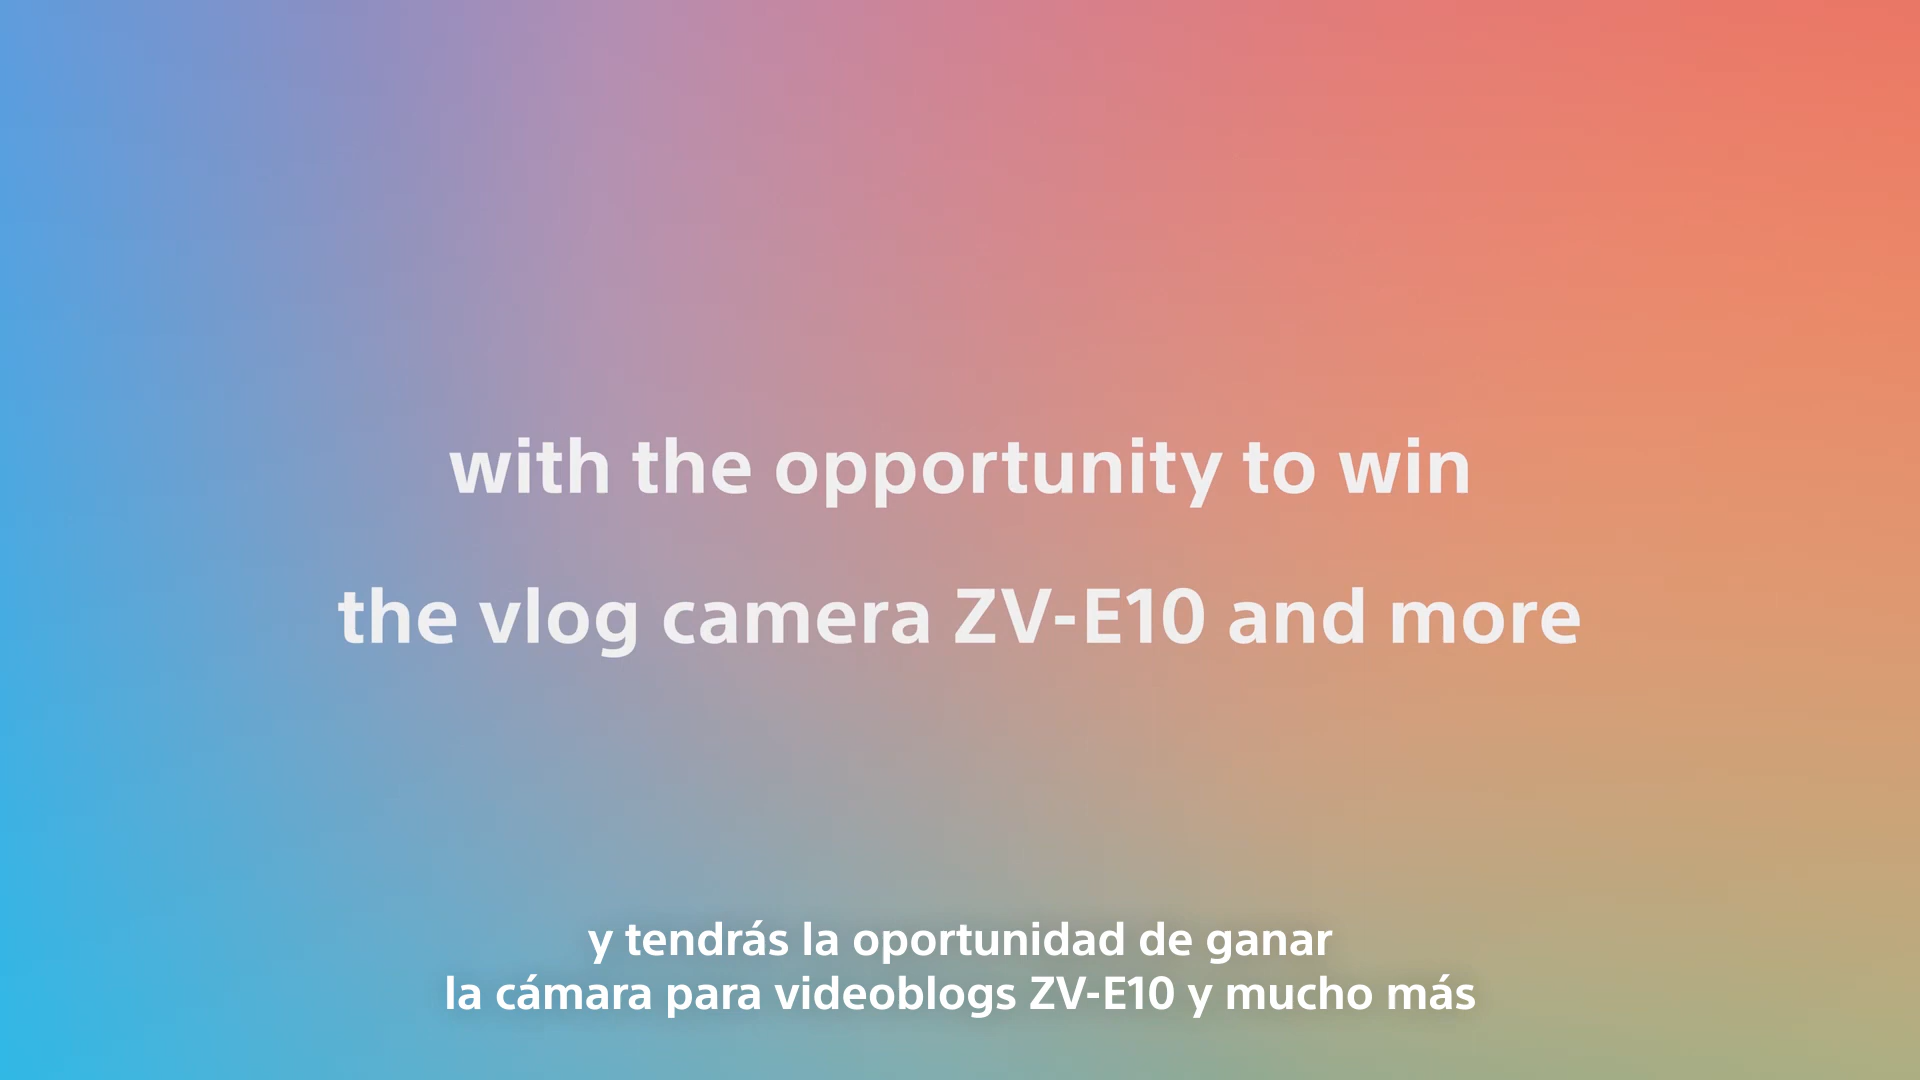 with the opportunity to win
the vlog camera ZV-E10 and more
y tendrás la oportunidad de ganar
la cámara para videoblogs ZV-E10 y mucho más